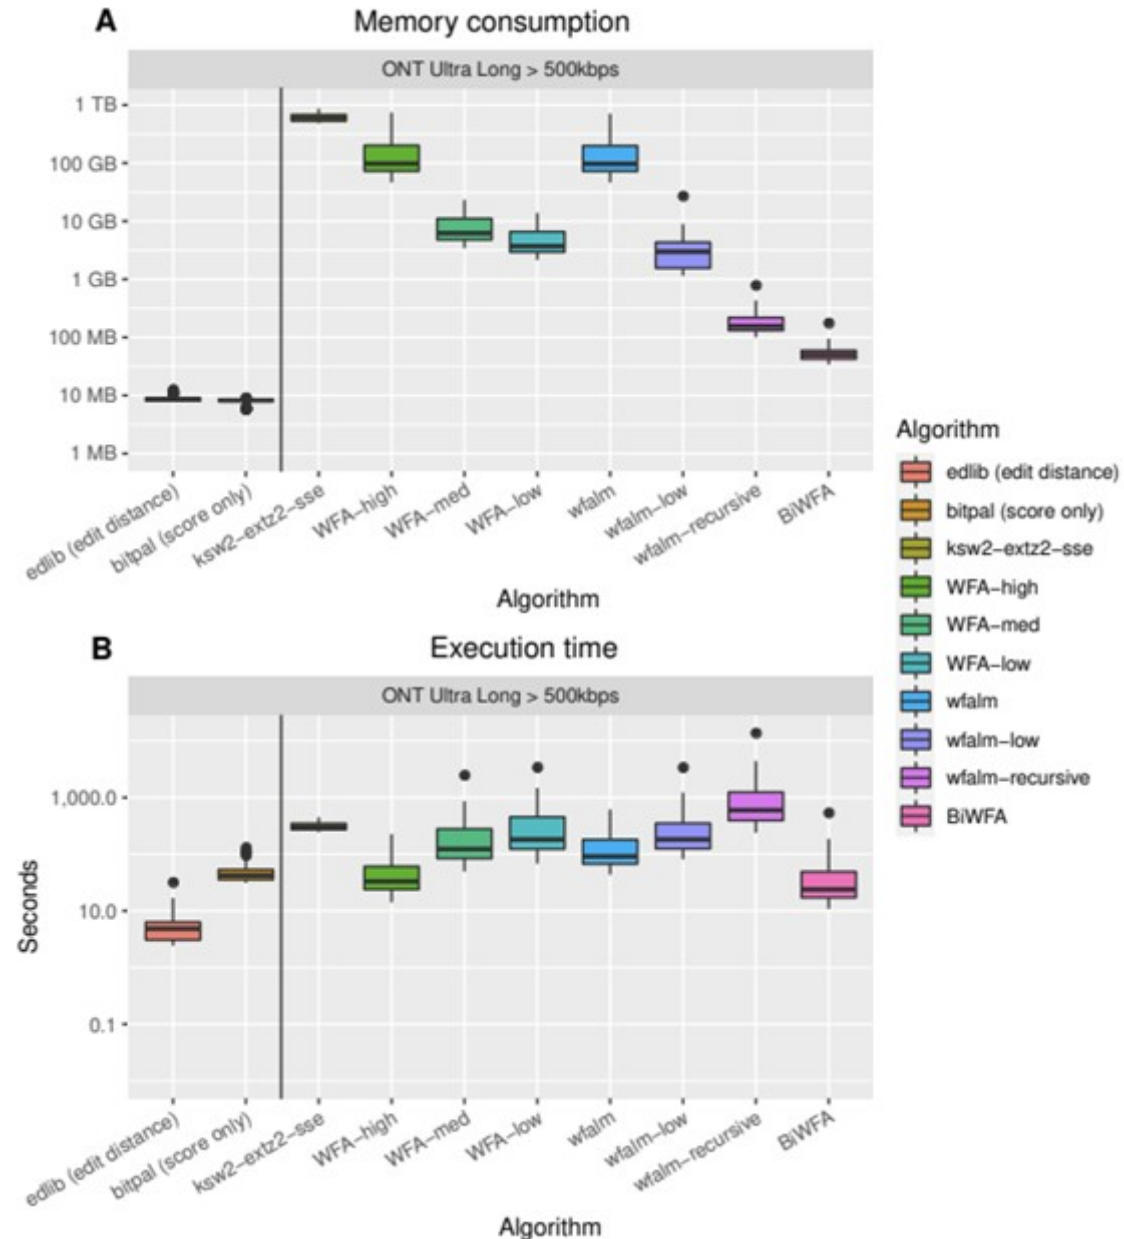 A
Memory consumption
ONT Ultra Long > 500kbps
1 TB
100 GB
10 GB
1 GB
100 MB
10 MB
1 MB
edlib (edit distance)
bitpal (score only)
ksw2-extz2-sse
WFA-high
WFA-med
WFA-low
wfalm
wfalm-low
wfalm-recursive
BiWFA
Algorithm
Algorithm
edlib (edit distance)
bitpal (score only)
ksw2-extz2-sse
WFA-high
WFA-med
WFA-low
wfalm
wfalm-low
wfalm-recursive
BiWFA
B
Execution time
ONT Ultra Long > 500kbps
Seconds
1,000.0
10.0
0.1
edlib (edit distance)
bitpal (score only)
ksw2-extz2-sse
WFA-high
WFA-med
WFA-low
wfalm
wfalm-low
wfalm-recursive
BiWFA
Algorithm